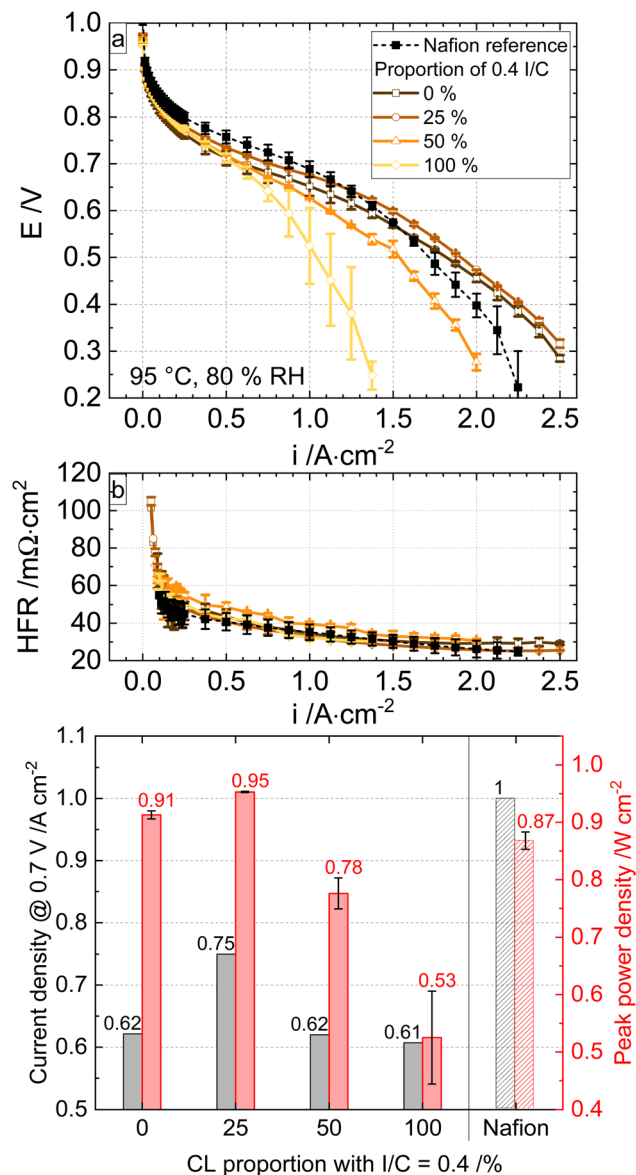 a
Nafion reference
Proportion of 0.4 I/C
0 %
25 %
50 %
100 %
1.0
0.9
0.8
0.7
0.6
0.5
0.4
0.3
0.2
E /V
95 °C, 80 % RH
0.0 0.5 1.0 1.5 2.0 2.5
i /A·cm⁻²
b
120
100
80
60
40
20
HFR /mΩ·cm²
0.0 0.5 1.0 1.5 2.0 2.5
i /A·cm⁻²
1.1
1.0
0.9
0.8
0.7
0.6
0.5
Current density @ 0.7 V /A cm⁻²
0.62
0.91
0.75
0.95
0.62
0.78
0.61
0.53
1
0.87
1.0
0.9
0.8
0.7
0.6
0.5
0.4
Peak power density /W cm⁻²
0 25 50 100 Nafion
CL proportion with I/C = 0.4 /%